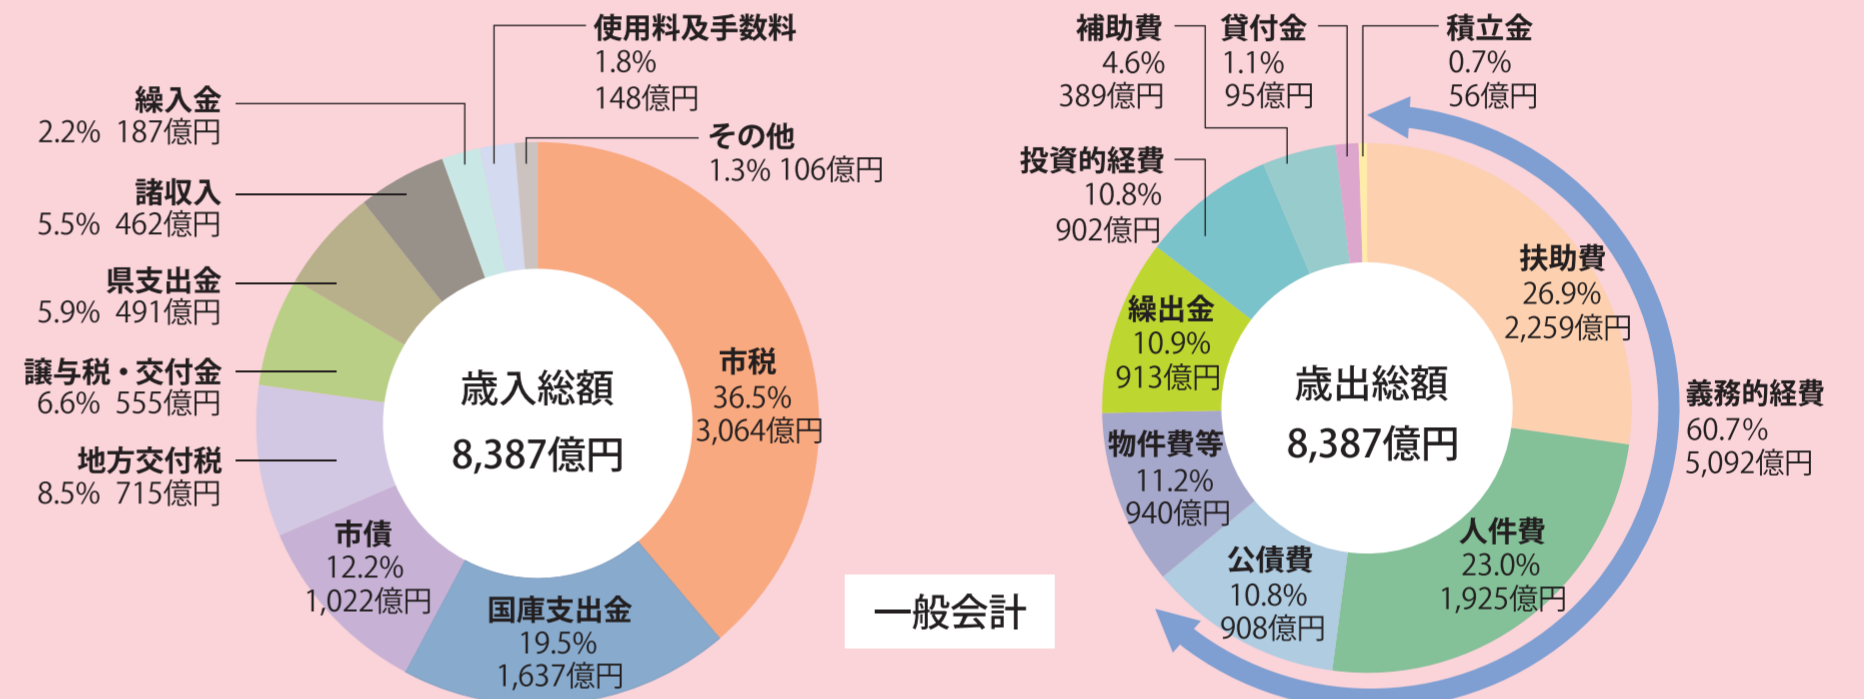 使用料及手数料
1.8%
148億円
繰入金
2.2% 187億円
その他
1.3% 106億円
諸収入
5.5% 462億円
県支出金
5.9% 491億円
譲与税・交付金
6.6% 555億円
地方交付税
8.5% 715億円
市債
12.2%
1,022億円
国庫支出金
19.5%
1,637億円
市税
36.5%
3,064億円
歳入総額
8,387億円
一般会計
補助費
4.6%
389億円
貸付金
1.1%
95億円
積立金
0.7%
56億円
投資的経費
10.8%
902億円
繰出金
10.9%
913億円
物件費等
11.2%
940億円
公債費
10.8%
908億円
人件費
23.0%
1,925億円
扶助費
26.9%
2,259億円
歳出総額
8,387億円
義務的経費
60.7%
5,092億円